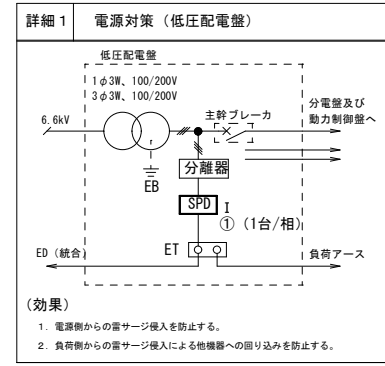 詳細1 電源対策（低圧配電盤）
低圧配電盤
1φ3W、100/200V
3φ3W、100/200V
主幹ブレーカ
分電盤及び
動力制御盤へ
6.6kV
分離器
EB
SPD I
① (1台/相)
ED (統合) ET 負荷アース
(効果)
1. 電源側からの雷サージ侵入を防止する。
2. 負荷側からの雷サージ侵入による他機器への回り込みを防止する。